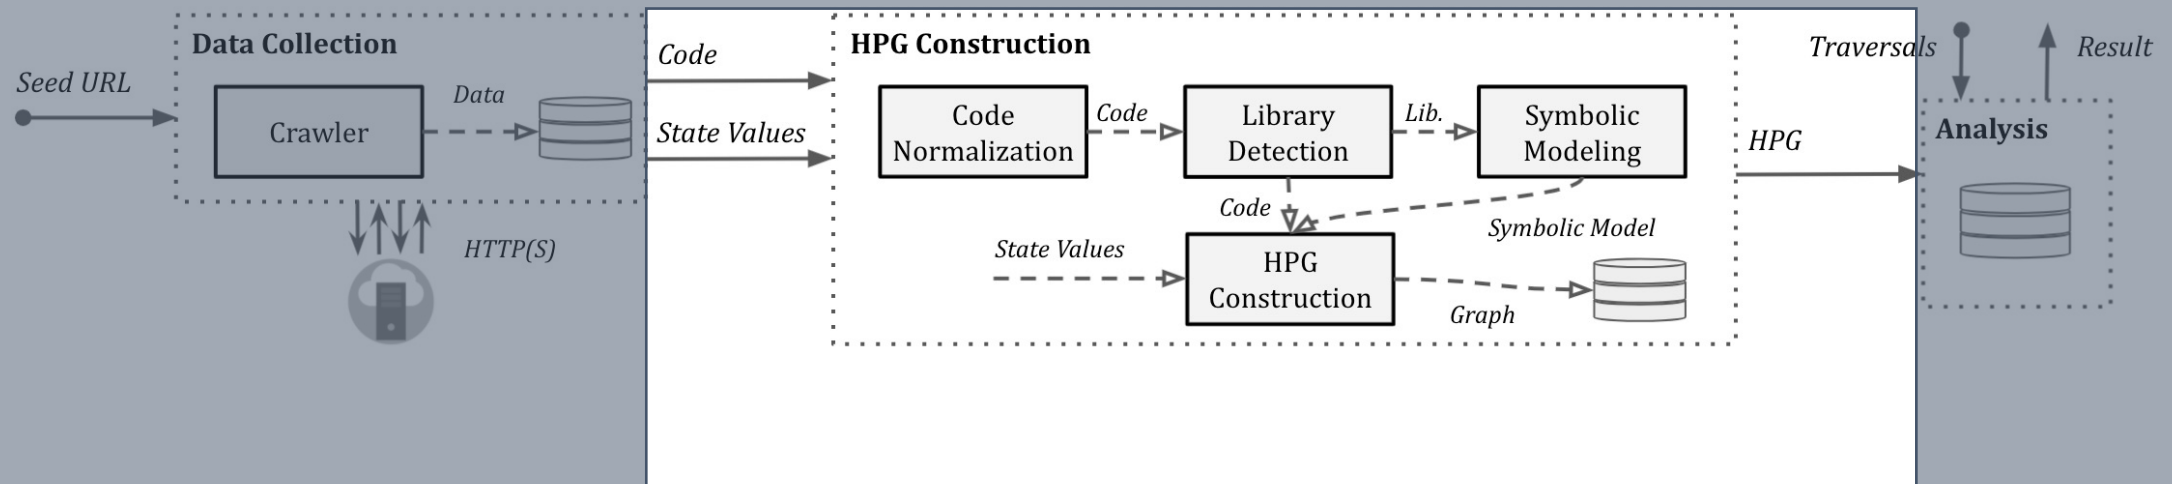 Seed URL
Data Collection
Crawler
Data
HTTP(S)
Code
State Values
HPG Construction
Code
Normalization
Code
Library
Detection
Lib.
Symbolic
Modeling
Code
Symbolic Model
State Values
HPG
Construction
Graph
HPG
Traversals
Result
Analysis